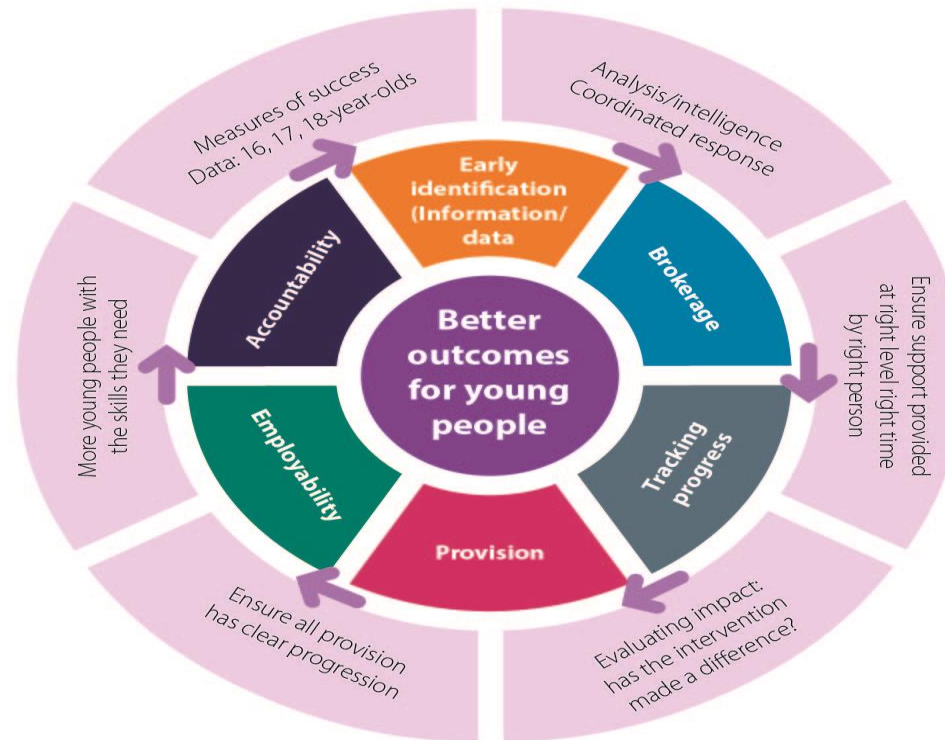 Better
outcomes
for young
people
Early
identification
(Information/
data
Brokerage
Tracking
progress
Provision
Employability
Accountability
Analysis/intelligence
Coordinated response
Ensure support provided
at right level right time
by right person
Evaluating impact:
has the intervention
made a difference?
Ensure all provision
has clear progression
More young people with
the skills they need
Measures of success
Data: 16, 17, 18-year-olds